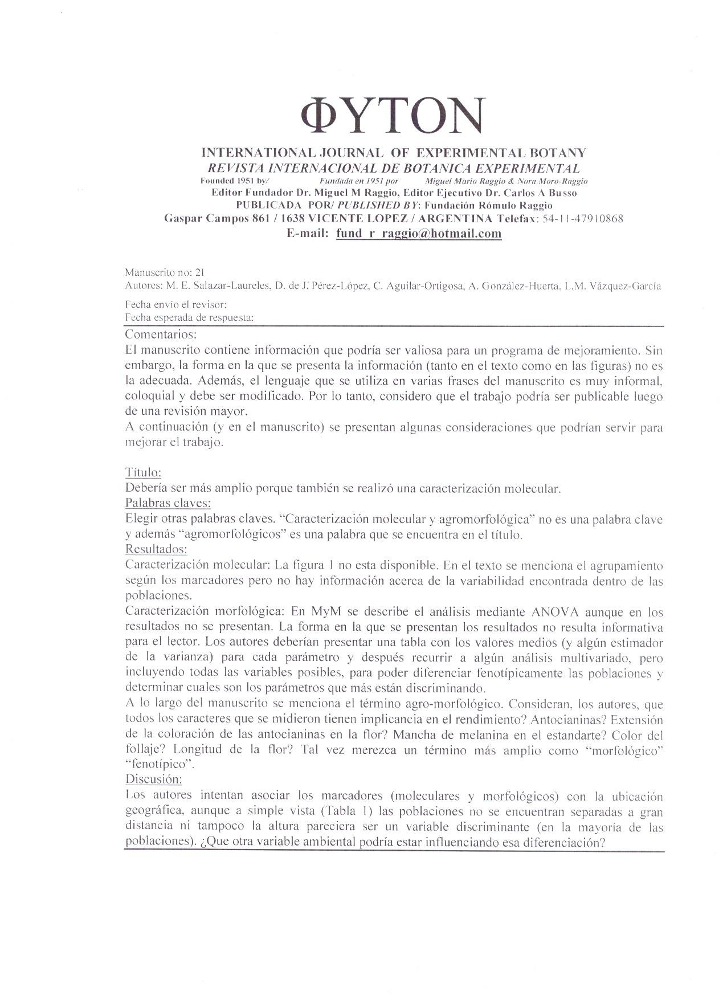 ΦΥΤΟΝ
INTERNATIONAL JOURNAL OF EXPERIMENTAL BOTANY
REVISTA INTERNACIONAL DE BOTANICA EXPERIMENTAL
Founded 1951 by/ Fundada en 1951 por Miguel Mario Raggio & Nora Moro-Raggio
Editor Fundador Dr. Miguel M Raggio, Editor Ejecutivo Dr. Carlos A Busso
PUBLICADA POR/ PUBLISHED BY: Fundación Rómulo Raggio
Gaspar Campos 861 / 1638 VICENTE LOPEZ / ARGENTINA Telefax: 54-11-47910868
E-mail: fund_r_raggio@hotmail.com
Manuscrito no: 21
Autores: M. E. Salazar-Laureles, D. de J. Pérez-López, C. Aguilar-Ortigosa, A. González-Huerta, L.M. Vázquez-García
Fecha envío el revisor:
Fecha esperada de respuesta:
Comentarios:
El manuscrito contiene información que podría ser valiosa para un programa de mejoramiento. Sin
embargo, la forma en la que se presenta la información (tanto en el texto como en las figuras) no es
la adecuada. Además, el lenguaje que se utiliza en varias frases del manuscrito es muy informal,
coloquial y debe ser modificado. Por lo tanto, considero que el trabajo podría ser publicable luego
de una revisión mayor.
A continuación (y en el manuscrito) se presentan algunas consideraciones que podrían servir para
mejorar el trabajo.
Título:
Debería ser más amplio porque también se realizó una caracterización molecular.
Palabras claves:
Elegir otras palabras claves. “Caracterización molecular y agromorfológica” no es una palabra clave
y además “agromorfológicos” es una palabra que se encuentra en el título.
Resultados:
Caracterización molecular: La figura 1 no esta disponible. En el texto se menciona el agrupamiento
según los marcadores pero no hay información acerca de la variabilidad encontrada dentro de las
poblaciones.
Caracterización morfológica: En MyM se describe el análisis mediante ANOVA aunque en los
resultados no se presentan. La forma en la que se presentan los resultados no resulta informativa
para el lector. Los autores deberían presentar una tabla con los valores medios (y algún estimador
de la varianza) para cada parámetro y después recurrir a algún análisis multivariado, pero
incluyendo todas las variables posibles, para poder diferenciar fenotípicamente las poblaciones y
determinar cuales son los parámetros que más están discriminando.
A lo largo del manuscrito se menciona el término agro-morfológico. Consideran, los autores, que
todos los caracteres que se midieron tienen implicancia en el rendimiento? Antocianinas? Extensión
de la coloración de las antocianinas en la flor? Mancha de melanina en el estandarte? Color del
follaje? Longitud de la flor? Tal vez merezca un término más amplio como “morfológico”
“fenotípico”.
Discusión:
Los autores intentan asociar los marcadores (moleculares y morfológicos) con la ubicación
geográfica, aunque a simple vista (Tabla 1) las poblaciones no se encuentran separadas a gran
distancia ni tampoco la altura pareciera ser un variable discriminante (en la mayoría de las
poblaciones). ¿Que otra variable ambiental podría estar influenciando esa diferenciación?